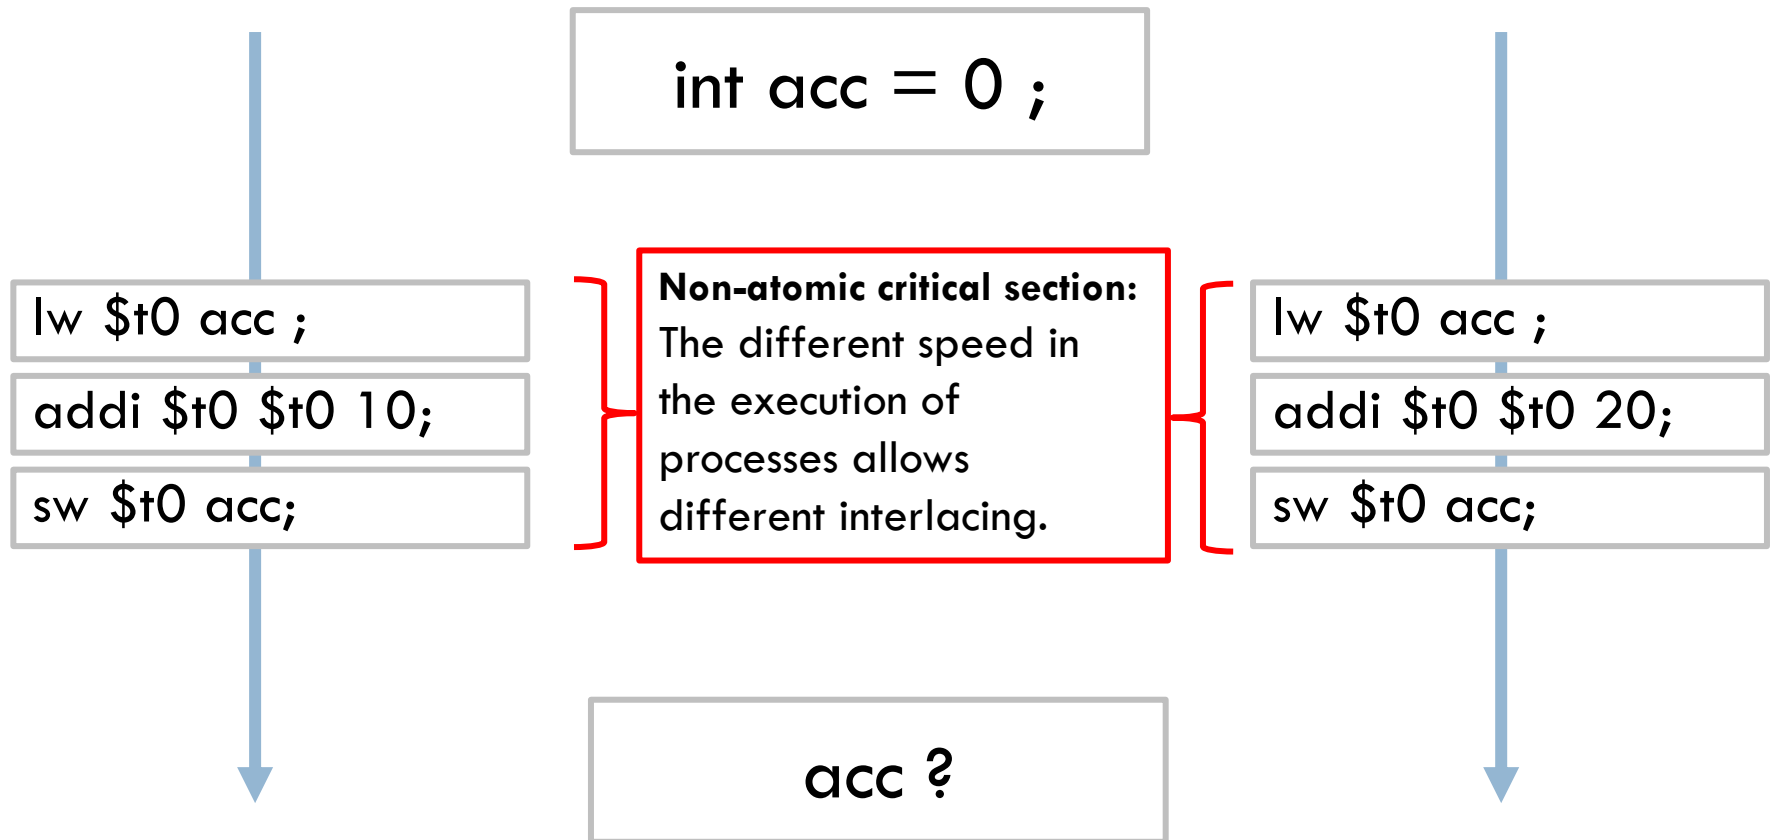 int acc = 0 ;
lw $t0 acc ;
addi $t0 $t0 10;
sw $t0 acc;
Non-atomic critical section:
The different speed in
the execution of
processes allows
different interlacing.
lw $t0 acc ;
addi $t0 $t0 20;
sw $t0 acc;
acc ?